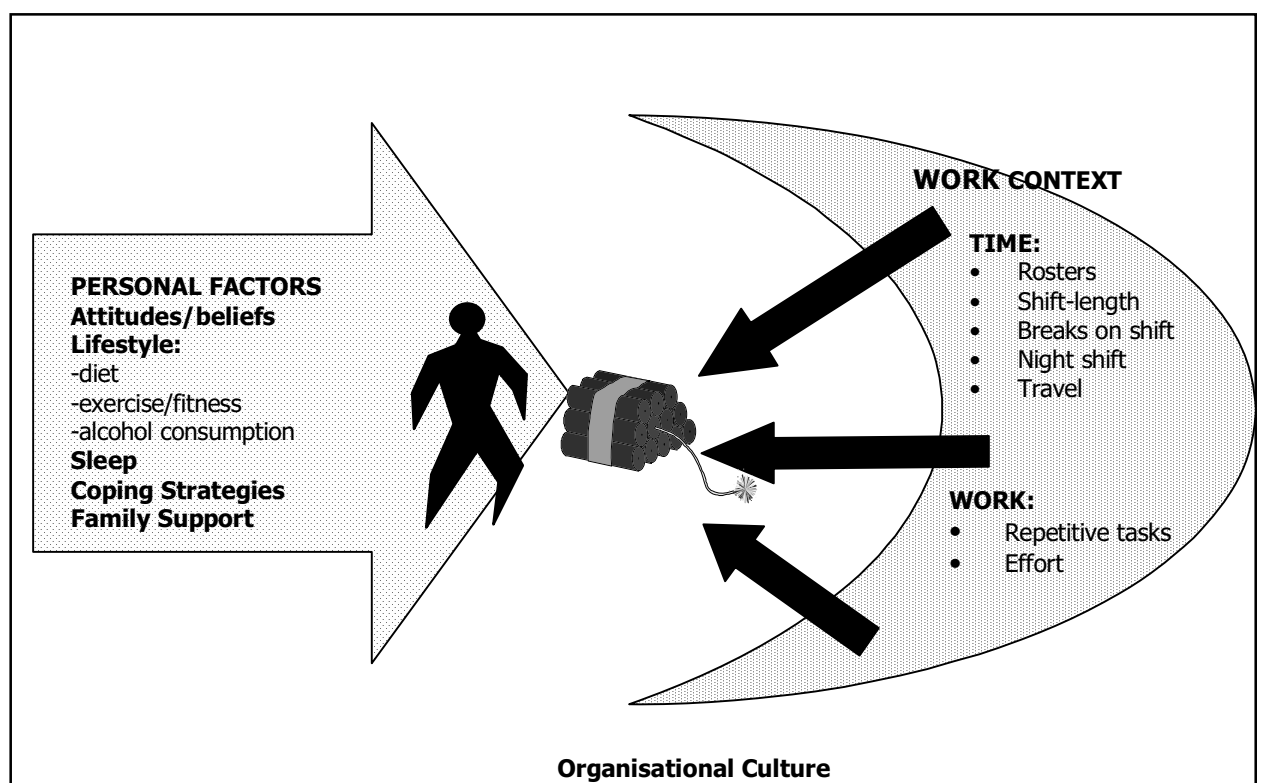 PERSONAL FACTORS
Attitudes/beliefs
Lifestyle:
-diet
-exercise/fitness
-alcohol consumption
Sleep
Coping Strategies
Family Support
WORK CONTEXT
TIME:
• Rosters
• Shift-length
• Breaks on shift
• Night shift
• Travel
WORK:
• Repetitive tasks
• Effort
Organisational Culture